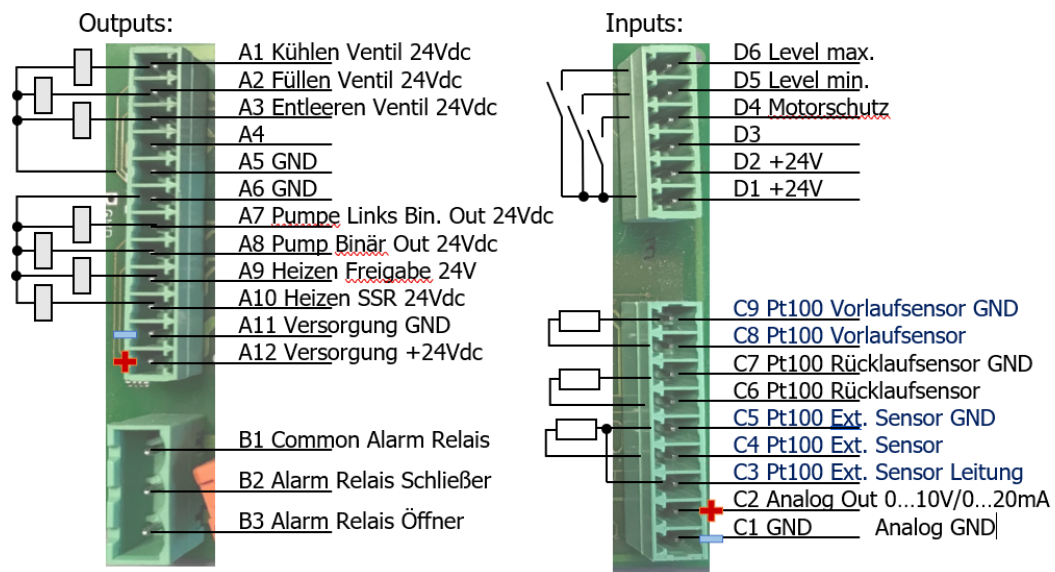 Outputs:
A1 Kühlen Ventil 24Vdc
A2 Füllen Ventil 24Vdc
A3 Entleeren Ventil 24Vdc
A4
A5 GND
A6 GND
A7 Pumpe Links Bin. Out 24Vdc
A8 Pump Binär Out 24Vdc
A9 Heizen Freigabe 24V
A10 Heizen SSR 24Vdc
A11 Versorgung GND
A12 Versorgung +24Vdc
B1 Common Alarm Relais
B2 Alarm Relais Schließer
B3 Alarm Relais Öffner
Inputs:
D6 Level max.
D5 Level min.
D4 Motorschutz
D3
D2 +24V
D1 +24V
C9 Pt100 Vorlaufsensor GND
C8 Pt100 Vorlaufsensor
C7 Pt100 Rücklaufsensor GND
C6 Pt100 Rücklaufsensor
C5 Pt100 Ext. Sensor GND
C4 Pt100 Ext. Sensor
C3 Pt100 Ext. Sensor Leitung
C2 Analog Out 0...10V/0...20mA
C1 GND Analog GND